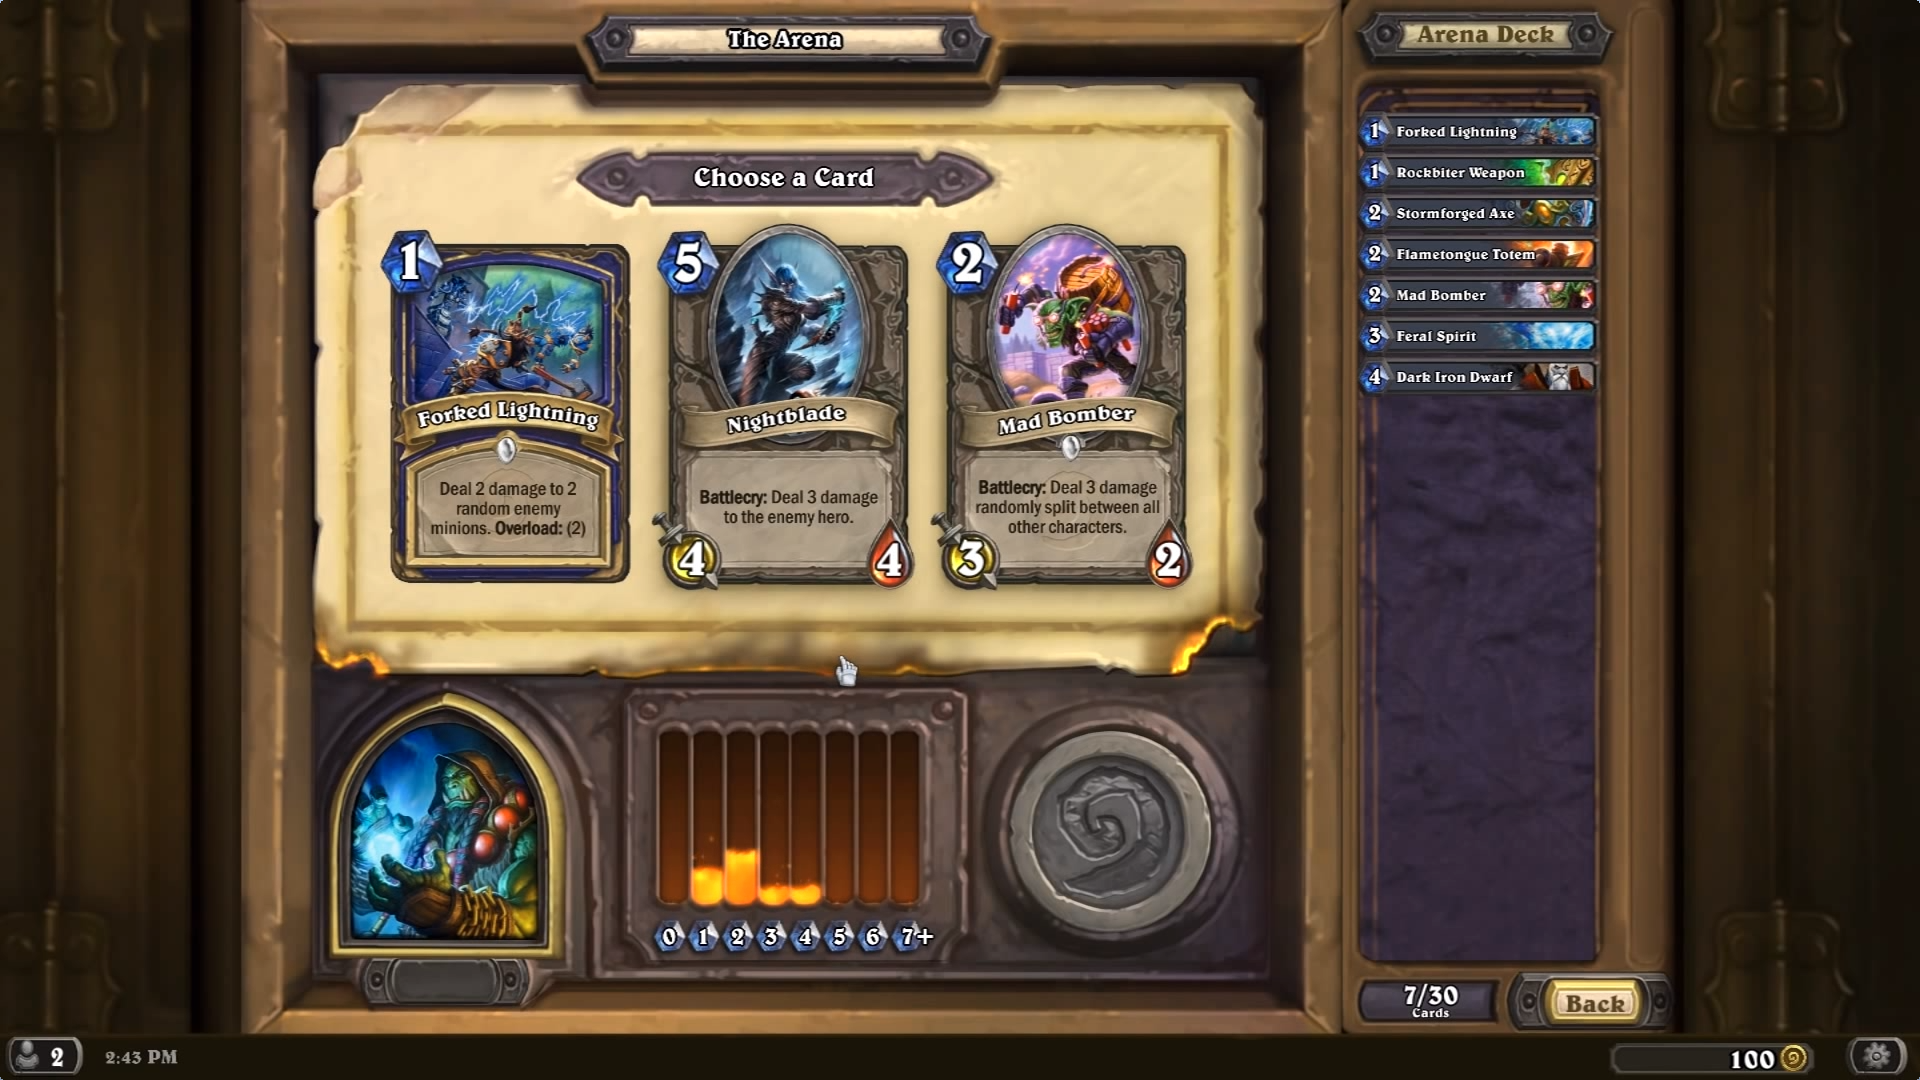 The Arena
Choose a Card
1
Forked Lightning
Deal 2 damage to 2
random enemy
minions. Overload: (2)
5
Nightblade
Battlecry: Deal 3 damage
to the enemy hero.
4
4
2
Mad Bomber
Battlecry: Deal 3 damage
randomly split between all
other characters.
3
2
0 1 2 3 4 5 6 7+
Arena Deck
1 Forked Lightning
1 Rockbiter Weapon
2 Stormforged Axe
2 Flametongue Totem
2 Mad Bomber
3 Feral Spirit
4 Dark Iron Dwarf
7/30
Cards
Back
2
2:43 PM
100